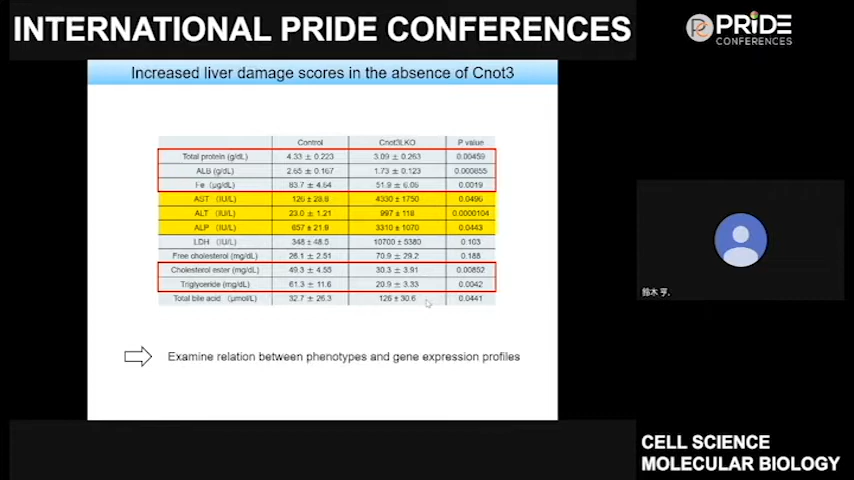 INTERNATIONAL PRIDE CONFERENCES
PRIDE
CONFERENCES
Increased liver damage scores in the absence of Cnot3
Control Cnot3LKO P value
Total protein (g/dL) 4.33 ± 0.223 3.09 ± 0.263 0.00459
ALB (g/dL) 2.65 ± 0.167 1.73 ± 0.123 0.000855
Fe (μg/dL) 83.7 ± 4.64 51.9 ± 6.05 0.0019
AST (IU/L) 126 ± 28.8 4330 ± 1750 0.0496
ALT (IU/L) 23.0 ± 1.21 997 ± 118 0.0000104
ALP (IU/L) 657 ± 21.9 3310 ± 1070 0.0443
LDH (IU/L) 348 ± 48.5 10700 ± 5380 0.103
Free cholesterol (mg/dL) 26.1 ± 2.51 70.9 ± 29.2 0.188
Cholesterol ester (mg/dL) 49.3 ± 4.55 30.3 ± 3.91 0.00852
Triglyceride (mg/dL) 61.3 ± 11.6 20.9 ± 3.33 0.0042
Total bile acid (μmol/L) 32.7 ± 26.3 126 ± 30.6 0.0441
Examine relation between phenotypes and gene expression profiles
鈴木 亨.
CELL SCIENCE
MOLECULAR BIOLOGY